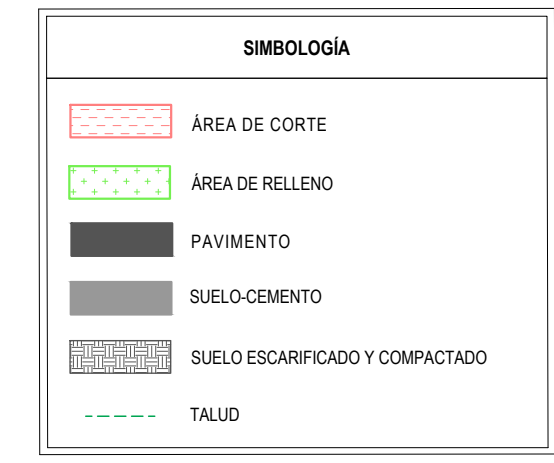 SIMBOLOGÍA
ÁREA DE CORTE
ÁREA DE RELLENO
PAVIMENTO
SUELO-CEMENTO
SUELO ESCARIFICADO Y COMPACTADO
TALUD